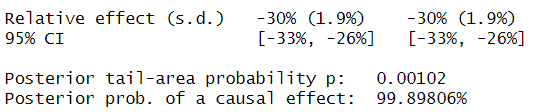 Relative effect (s.d.) -30% (1.9%) -30% (1.9%)
95% CI [-33%, -26%] [-33%, -26%]
Posterior tail-area probability p: 0.00102
Posterior prob. of a causal effect: 99.89806%